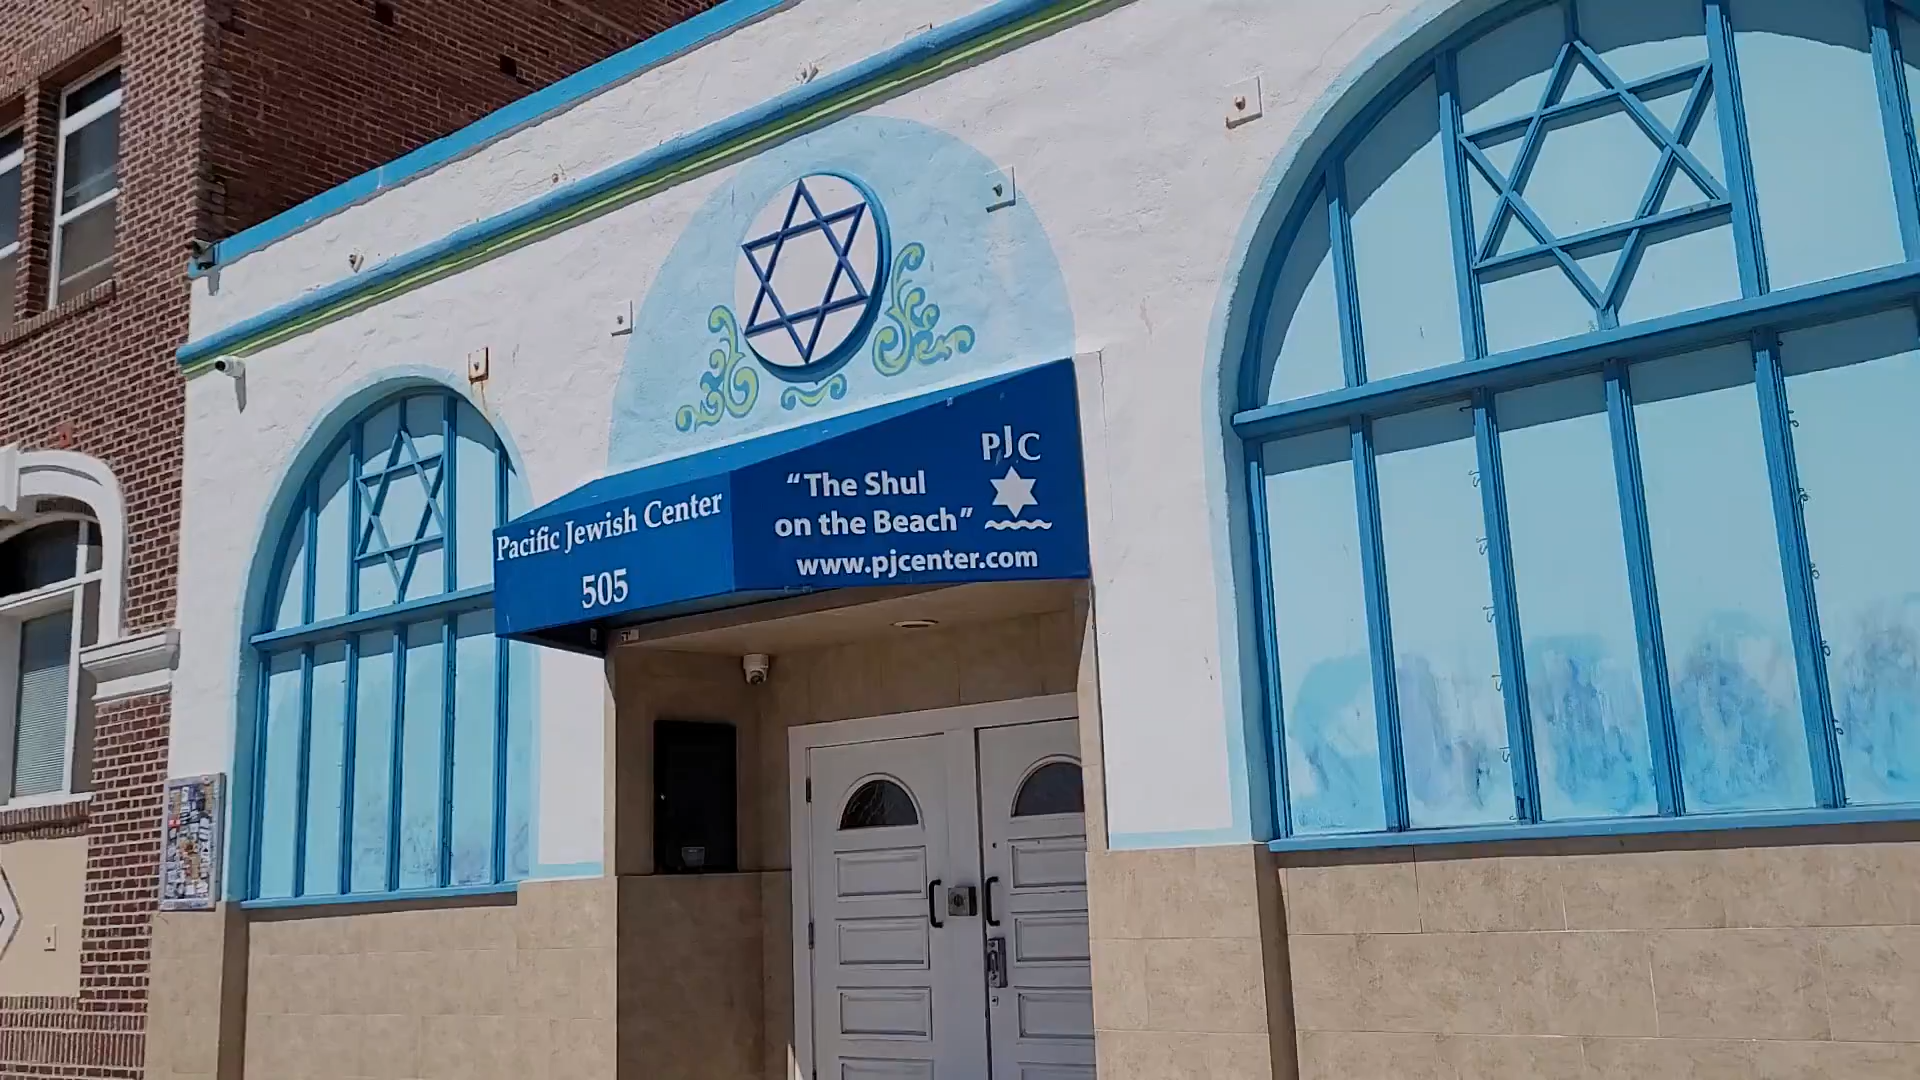 Pacific Jewish Center
505
PJC
“The Shul
on the Beach”
www.pjcenter.com